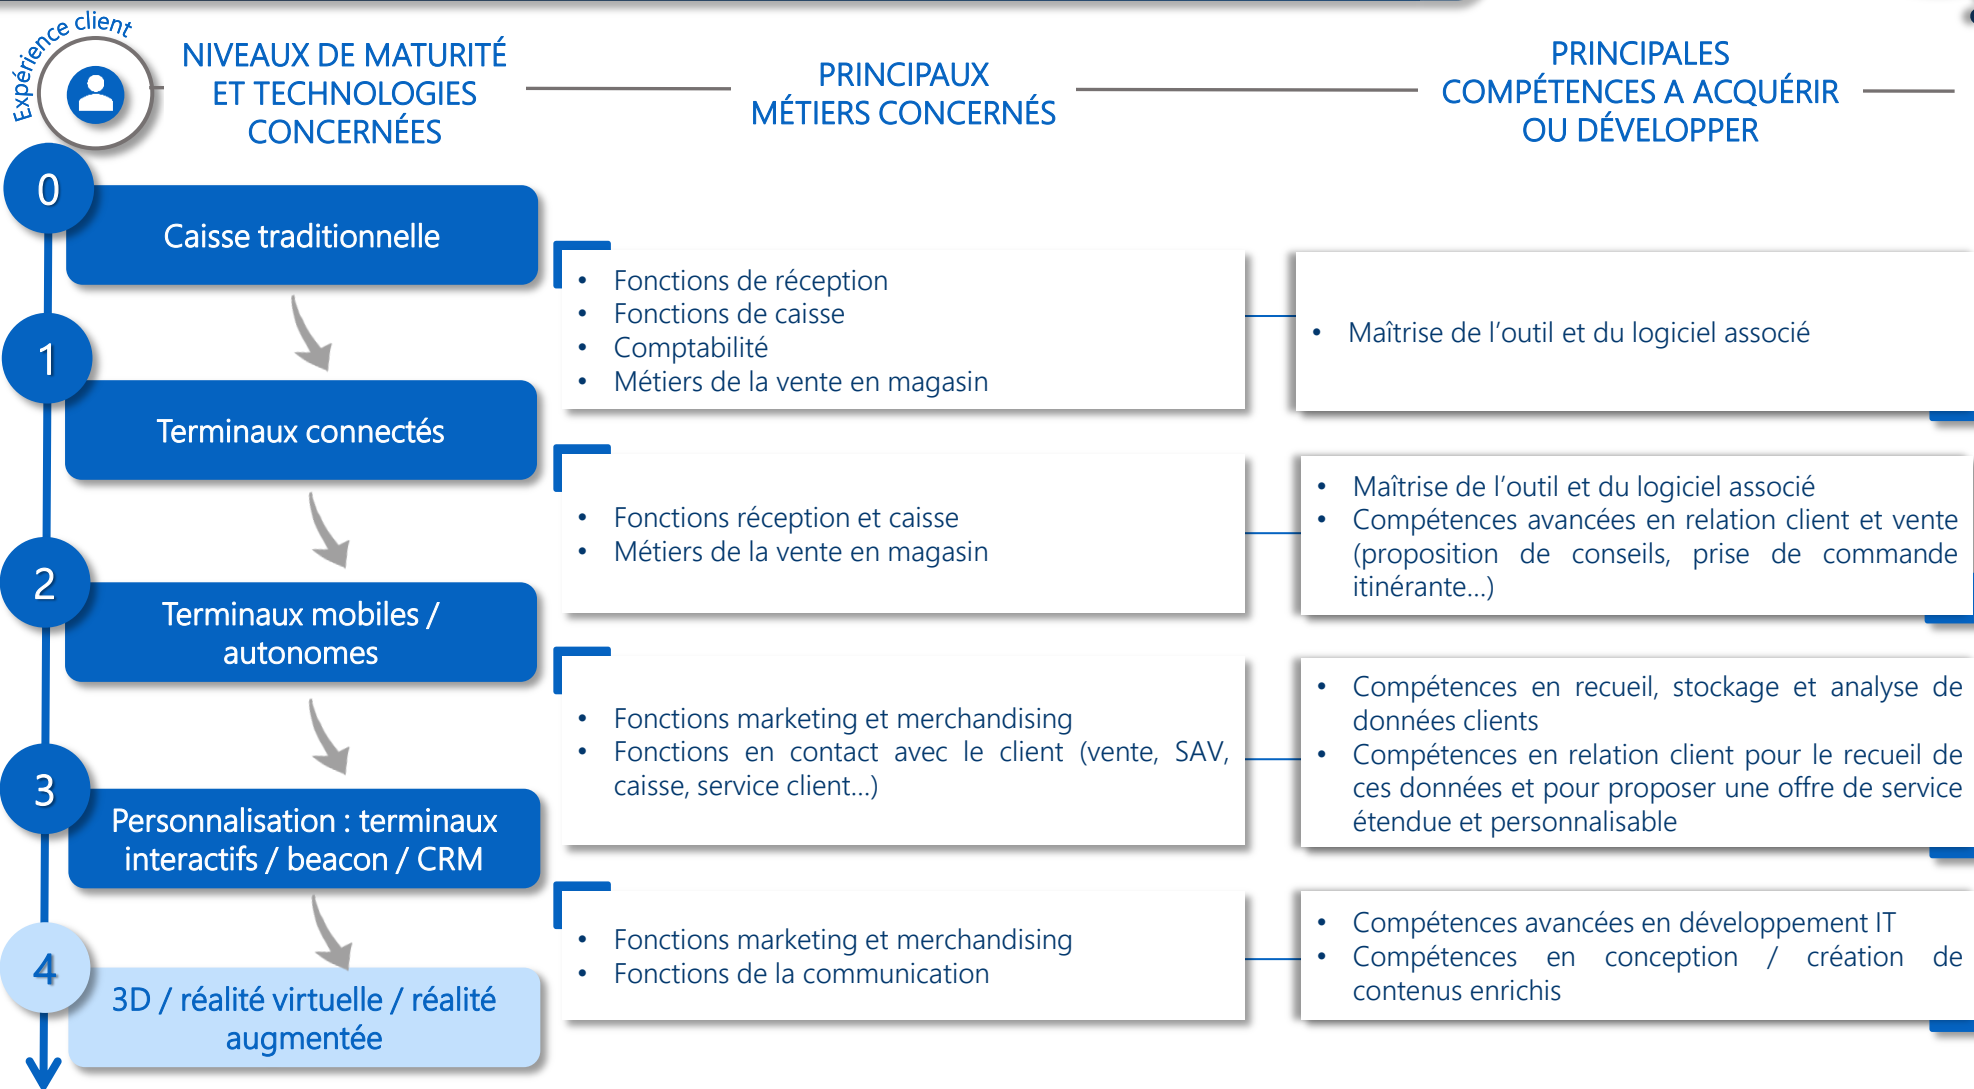 Expérience client
NIVEAUX DE MATURITÉ
ET TECHNOLOGIES
CONCERNÉES
PRINCIPAUX
MÉTIERS CONCERNÉS
PRINCIPALES
COMPÉTENCES A ACQUÉRIR
OU DÉVELOPPER
0
Caisse traditionnelle
• Fonctions de réception
• Fonctions de caisse
• Comptabilité
• Métiers de la vente en magasin
• Maîtrise de l’outil et du logiciel associé
1
Terminaux connectés
• Fonctions réception et caisse
• Métiers de la vente en magasin
• Maîtrise de l’outil et du logiciel associé
• Compétences avancées en relation client et vente
(proposition de conseils, prise de commande
itinérante…)
2
Terminaux mobiles /
autonomes
• Fonctions marketing et merchandising
• Fonctions en contact avec le client (vente, SAV,
caisse, service client…)
• Compétences en recueil, stockage et analyse de
données clients
• Compétences en relation client pour le recueil de
ces données et pour proposer une offre de service
étendue et personnalisable
3
Personnalisation : terminaux
interactifs / beacon / CRM
• Fonctions marketing et merchandising
• Fonctions de la communication
• Compétences avancées en développement IT
• Compétences en conception / création de
contenus enrichis
4
3D / réalité virtuelle / réalité
augmentée